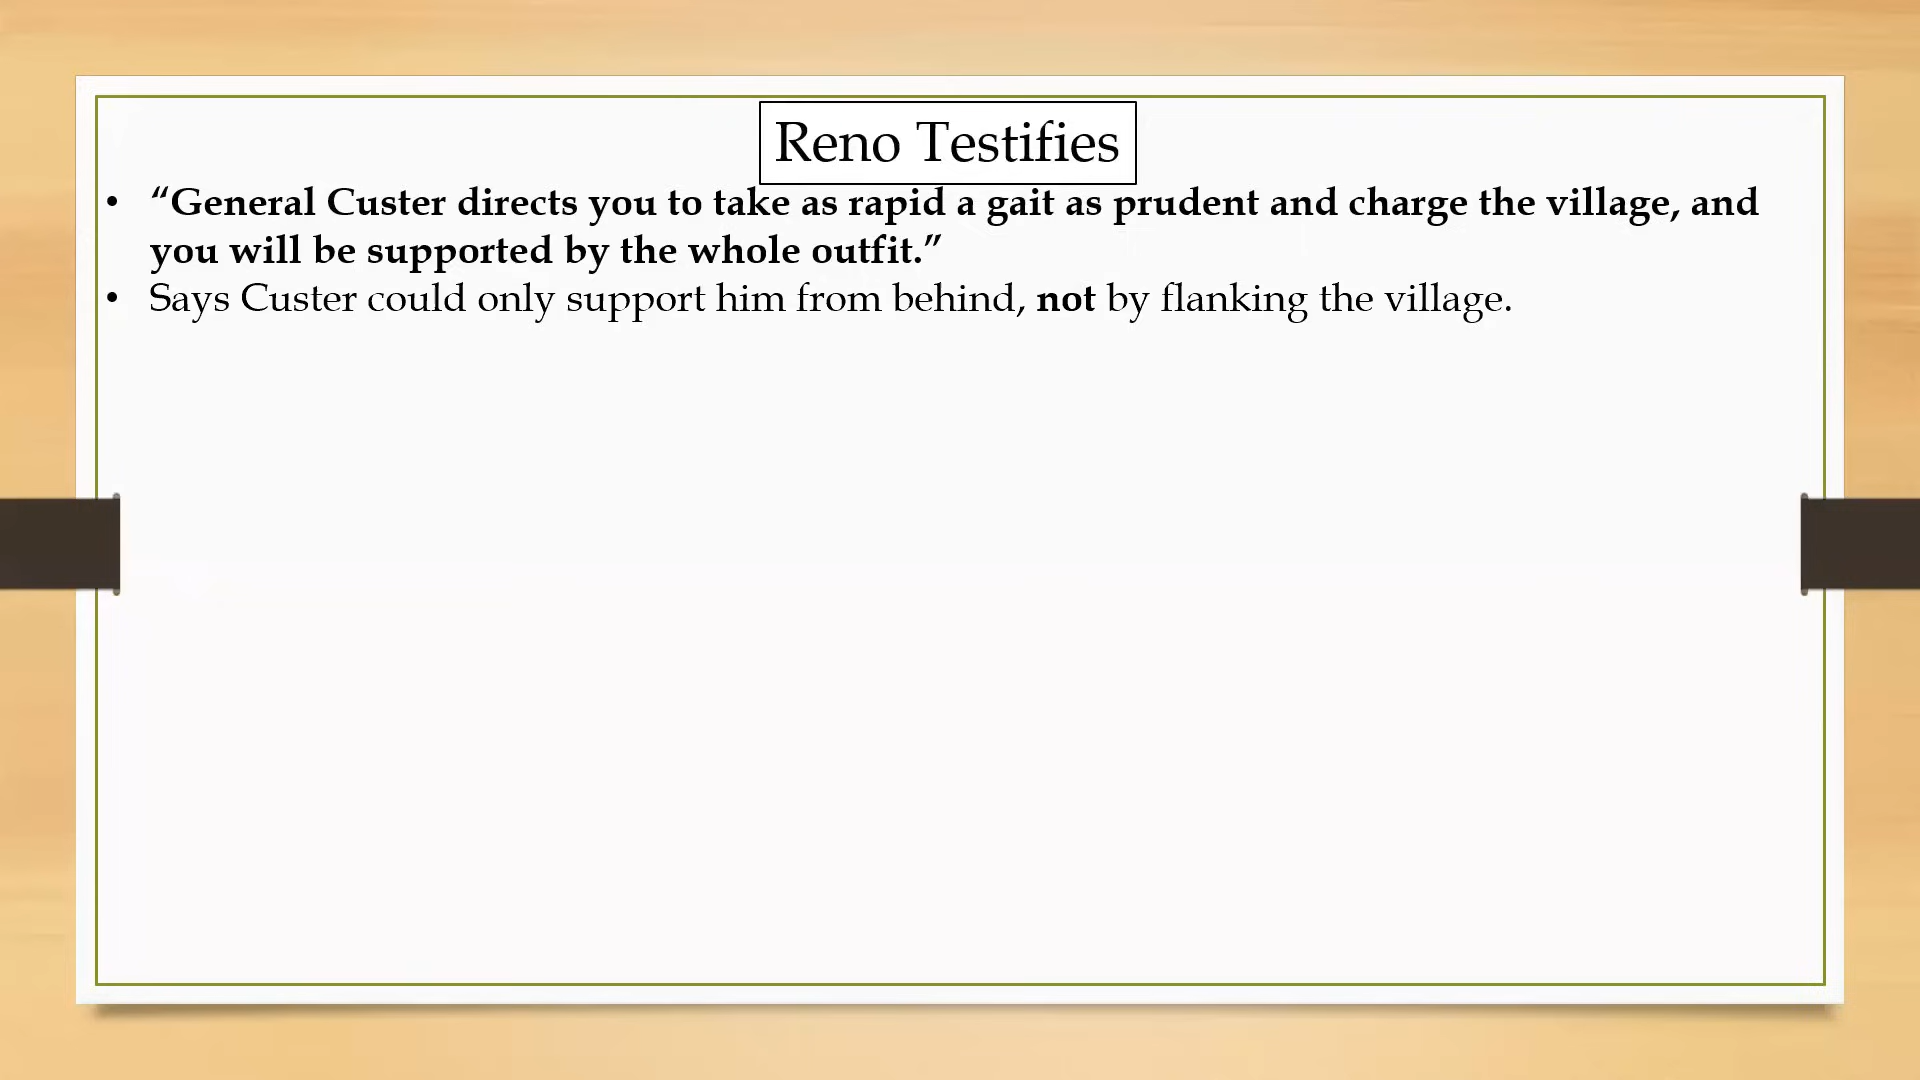 Reno Testifies
• “General Custer directs you to take as rapid a gait as prudent and charge the village, and
you will be supported by the whole outfit.”
• Says Custer could only support him from behind, not by flanking the village.